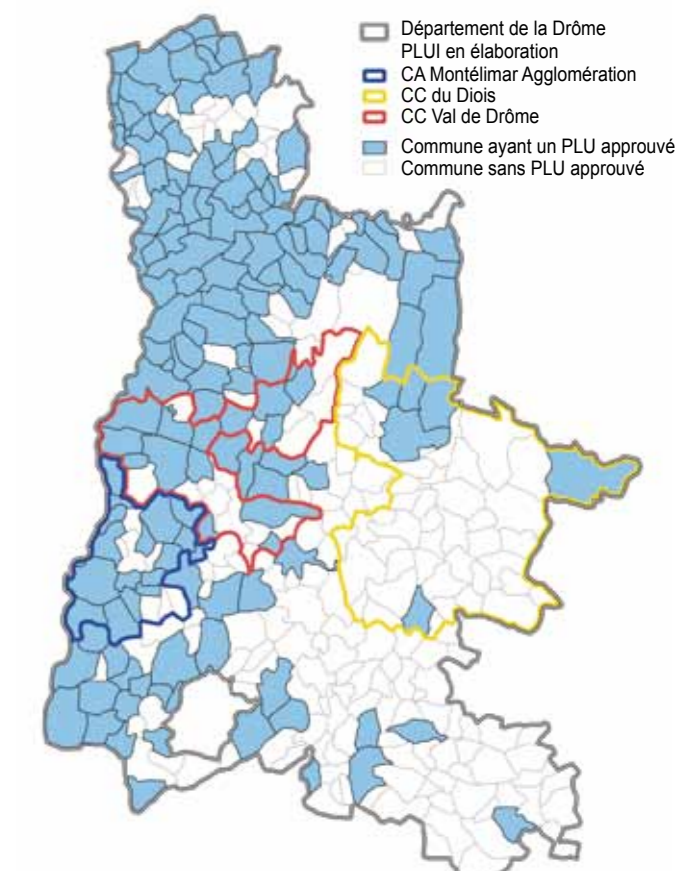 Département de la Drôme
PLUI en élaboration
CA Montélimar Agglomération
CC du Diois
CC Val de Drôme
Commune ayant un PLU approuvé
Commune sans PLU approuvé